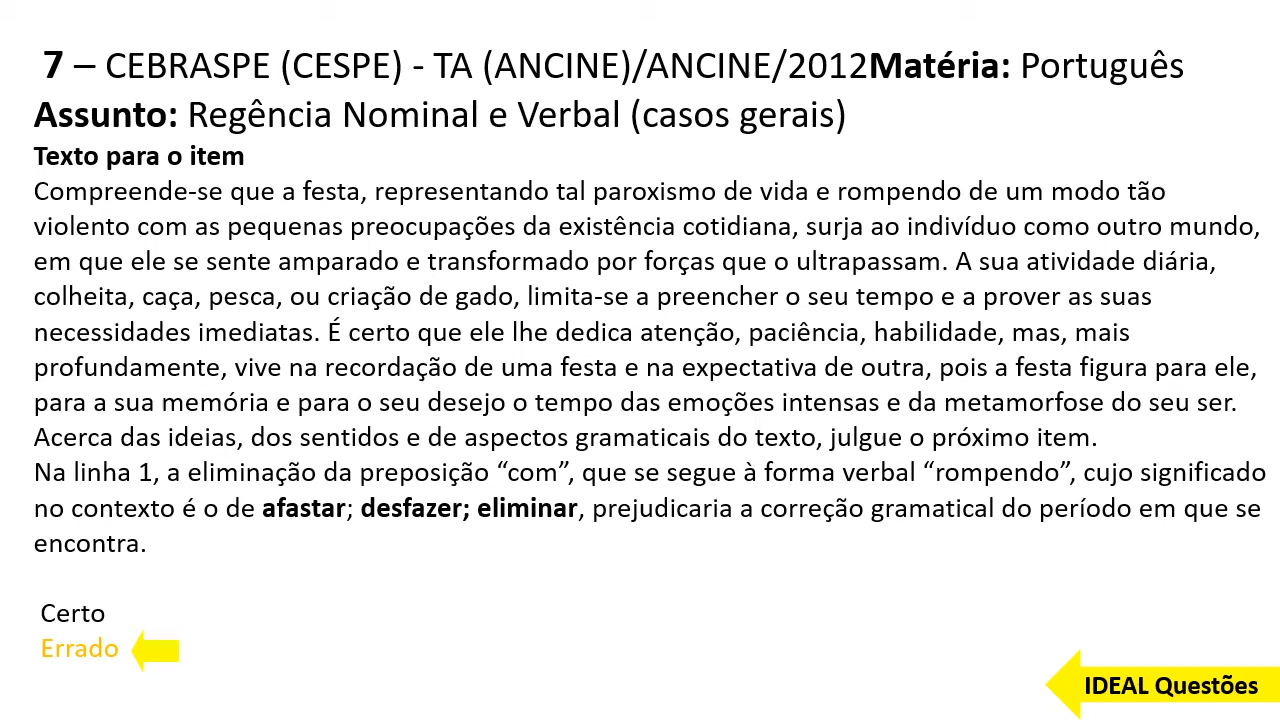 7 – CEBRASPE (CESPE) - TA (ANCINE)/ANCINE/2012Matéria: Português
Assunto: Regência Nominal e Verbal (casos gerais)
Texto para o item
Compreende-se que a festa, representando tal paroxismo de vida e rompendo de um modo tão
violento com as pequenas preocupações da existência cotidiana, surja ao indivíduo como outro mundo,
em que ele se sente amparado e transformado por forças que o ultrapassam. A sua atividade diária,
colheita, caça, pesca, ou criação de gado, limita-se a preencher o seu tempo e a prover as suas
necessidades imediatas. É certo que ele lhe dedica atenção, paciência, habilidade, mas, mais
profundamente, vive na recordação de uma festa e na expectativa de outra, pois a festa figura para ele,
para a sua memória e para o seu desejo o tempo das emoções intensas e da metamorfose do seu ser.
Acerca das ideias, dos sentidos e de aspectos gramaticais do texto, julgue o próximo item.
Na linha 1, a eliminação da preposição “com”, que se segue à forma verbal “rompendo”, cujo significado
no contexto é o de afastar; desfazer; eliminar, prejudicaria a correção gramatical do período em que se
encontra.
Certo
Errado
IDEAL Questões